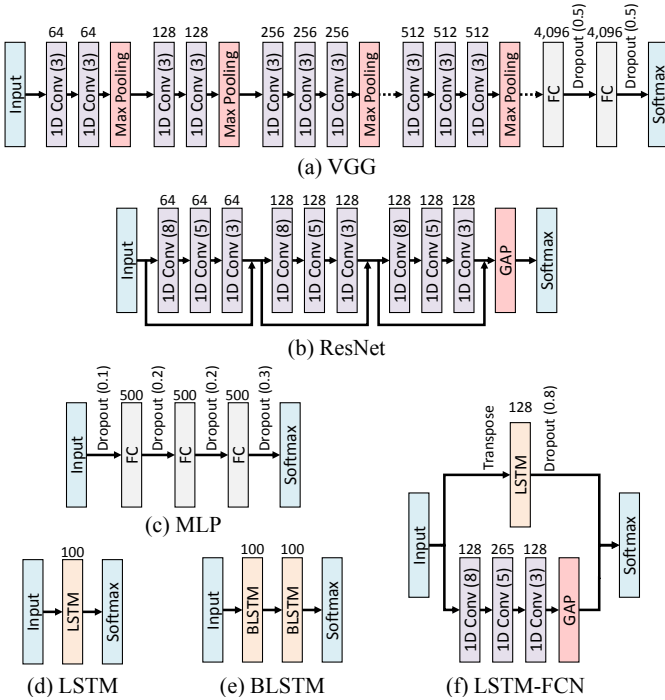 64 64 128 128 256 256 256 512 512 512 4,096 Dropout (0.5) 4,096 Dropout (0.5)
Input 1D Conv (3) 1D Conv (3) Max Pooling 1D Conv (3) 1D Conv (3) Max Pooling 1D Conv (3) 1D Conv (3) 1D Conv (3) Max Pooling 1D Conv (3) 1D Conv (3) 1D Conv (3) Max Pooling FC FC Softmax
(a) VGG
64 64 64 128 128 128 128 128 128
Input 1D Conv (8) 1D Conv (5) 1D Conv (3) 1D Conv (8) 1D Conv (5) 1D Conv (3) 1D Conv (8) 1D Conv (5) 1D Conv (3) GAP Softmax
(b) ResNet
Dropout (0.1) 500 Dropout (0.2) 500 Dropout (0.2) 500 Dropout (0.3)
Input FC FC FC Softmax
(c) MLP
100
Input LSTM Softmax
(d) LSTM
100 100
Input BLSTM BLSTM Softmax
(e) BLSTM
Transpose 128 Dropout (0.8)
LSTM
Input Softmax
128 265 128
1D Conv (8) 1D Conv (5) 1D Conv (3) GAP
(f) LSTM-FCN